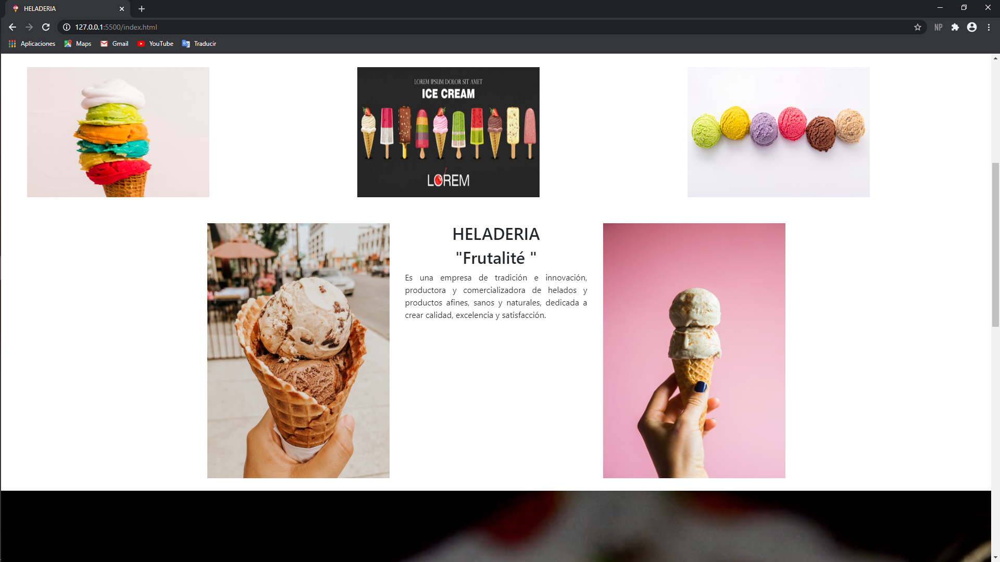 HELADERIA
127.0.0.1:5500/index.html
NP
Aplicaciones
Maps
Gmail
YouTube
Traducir
LOREM IPSUM DOLOR SIT AMET
ICE CREAM
LOREM
HELADERIA
"Frutalité "
Es una empresa de tradición e innovación,
productora y comercializadora de helados y
productos afines, sanos y naturales, dedicada a
crear calidad, excelencia y satisfacción.